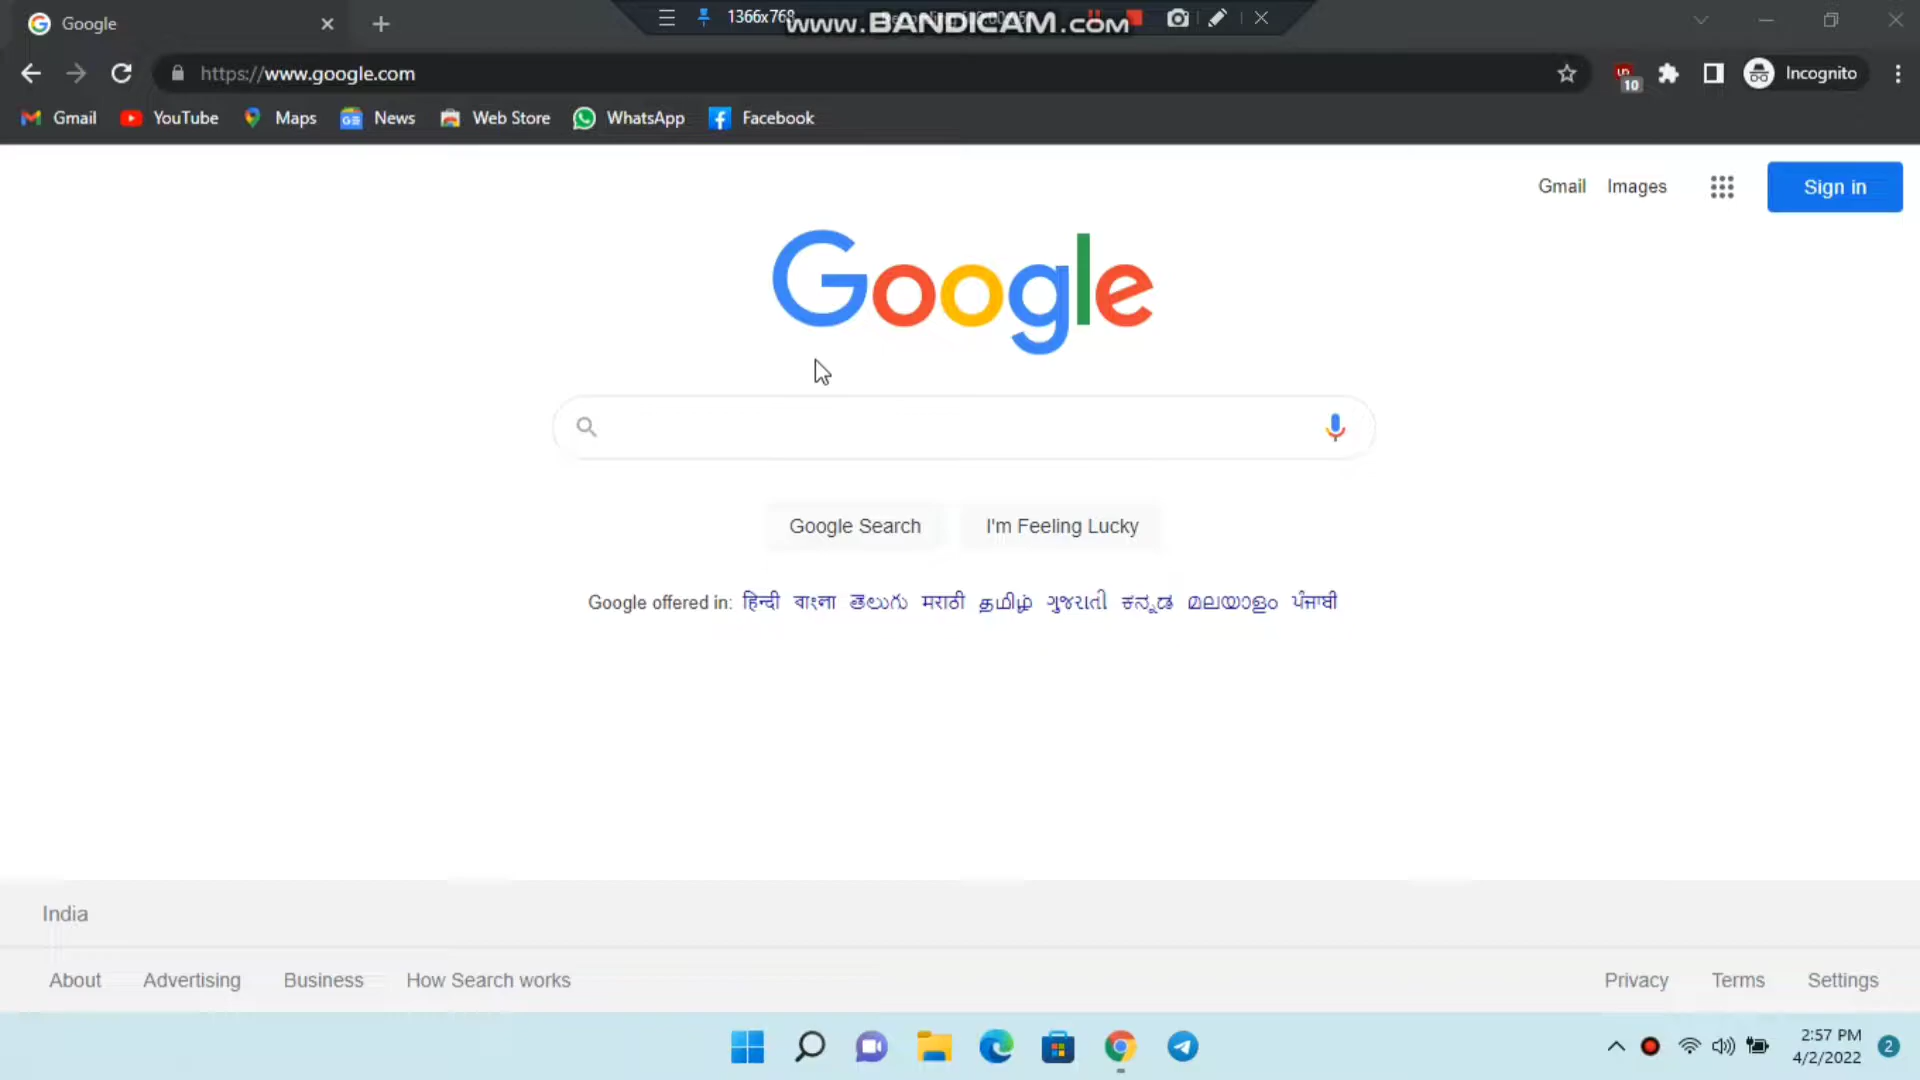 Google
1366x768
www.BANDICAM.com
https://www.google.com
10
Incognito
Gmail YouTube Maps News Web Store WhatsApp Facebook
Gmail Images Sign in
Google
Google Search I'm Feeling Lucky
Google offered in: हिन्दी বাংলা తెలుగు मराठी தமிழ் ગુજરાતી ಕನ್ನಡ മലയാളം ਪੰਜਾਬੀ
India
About Advertising Business How Search works Privacy Terms Settings
2:57 PM
4/2/2022
2